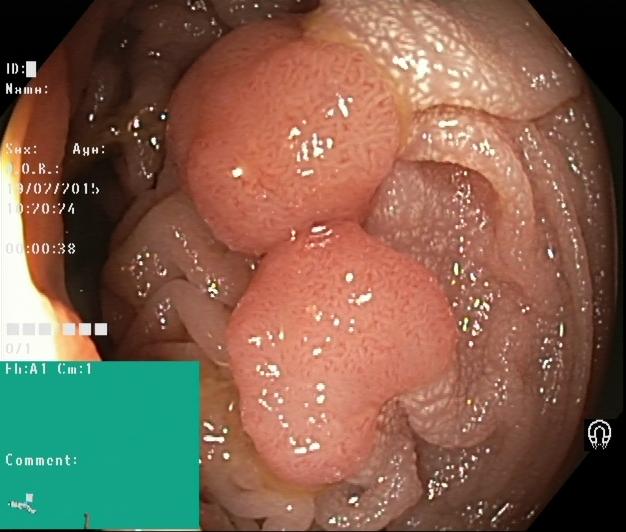 ID:
Name:
Sex: Age:
D.O.B.:
19/02/2015
10:20:24
00:00:38
0/1
Eh:A1 Cm:1
Comment: